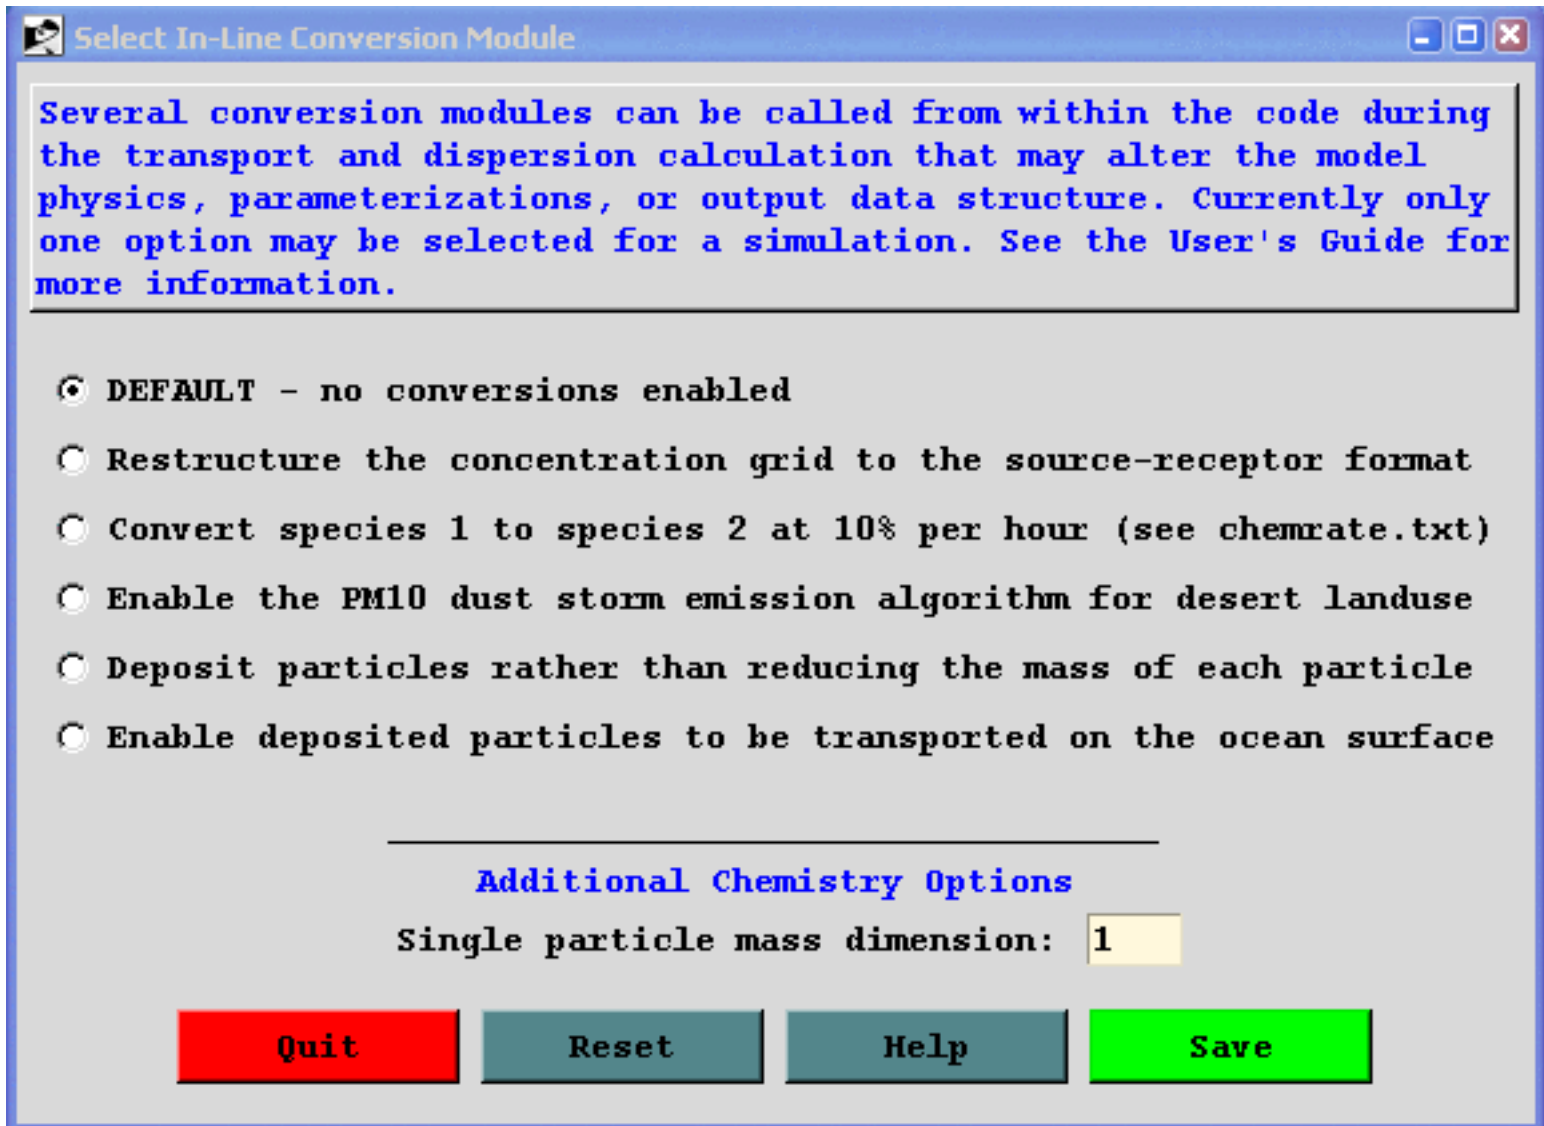 Select In-Line Conversion Module
Several conversion modules can be called from within the code during
the transport and dispersion calculation that may alter the model
physics, parameterizations, or output data structure. Currently only
one option may be selected for a simulation. See the User's Guide for
more information.
DEFAULT - no conversions enabled
Restructure the concentration grid to the source-receptor format
Convert species 1 to species 2 at 10% per hour (see chemrate.txt)
Enable the PM10 dust storm emission algorithm for desert landuse
Deposit particles rather than reducing the mass of each particle
Enable deposited particles to be transported on the ocean surface
Additional Chemistry Options
Single particle mass dimension: 1
Quit Reset Help Save